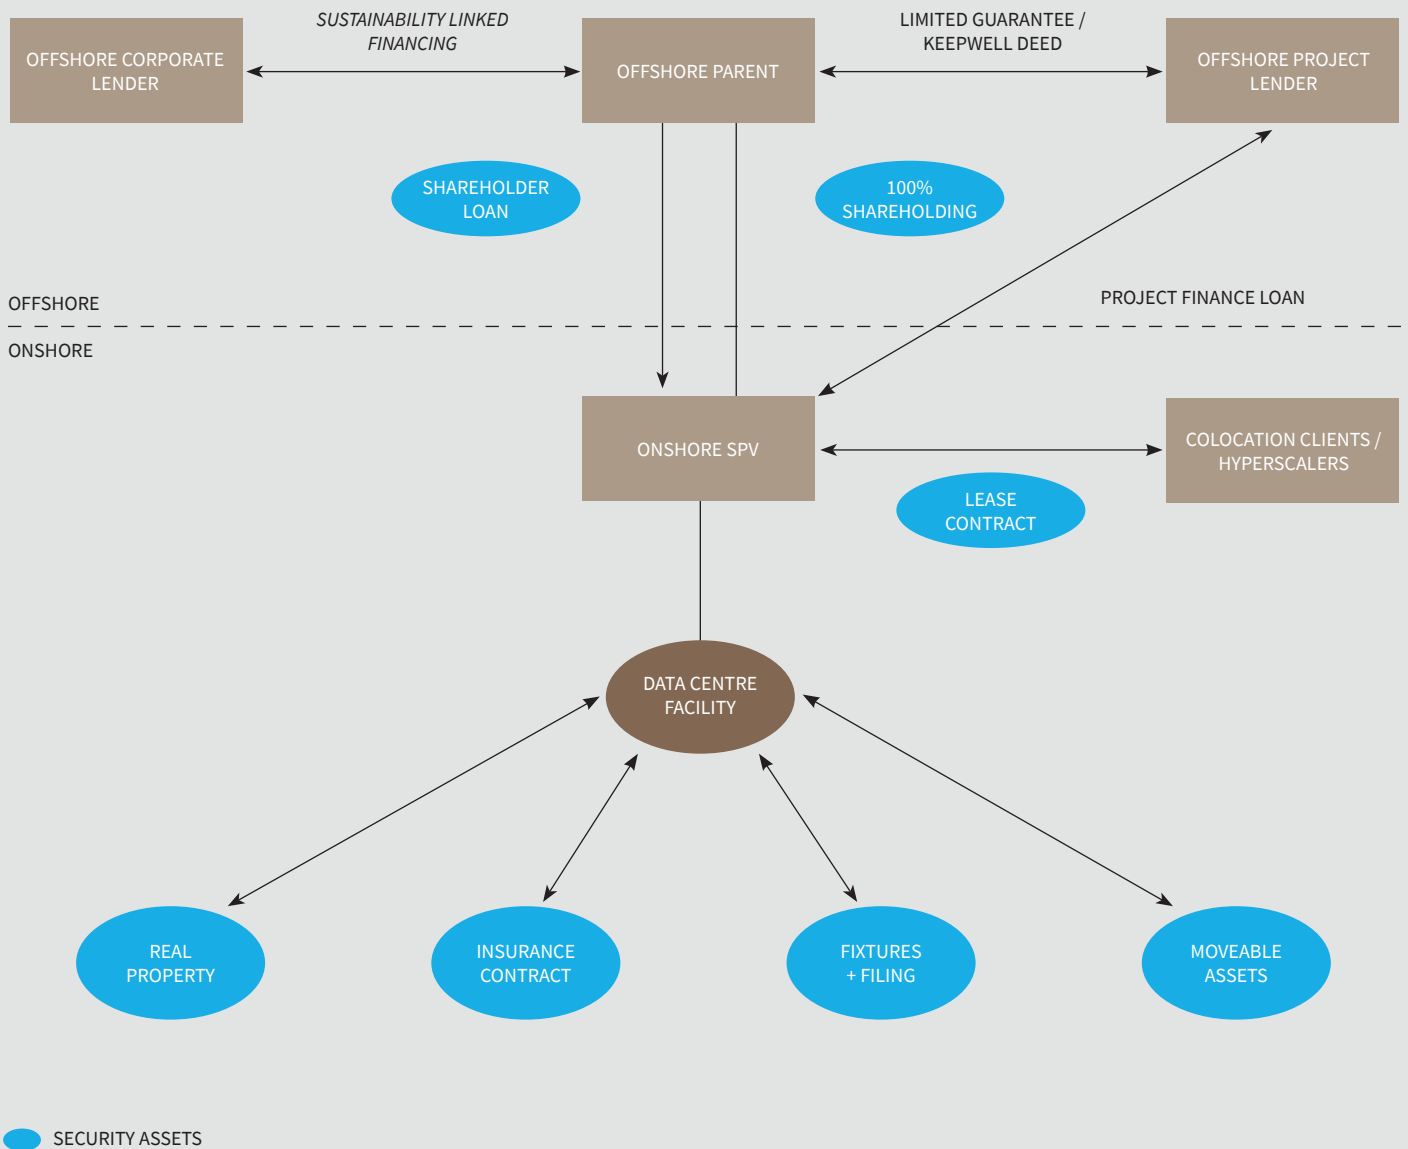 SUSTAINABILITY LINKED
FINANCING
LIMITED GUARANTEE /
KEEPWELL DEED
OFFSHORE CORPORATE
LENDER
OFFSHORE PARENT
OFFSHORE PROJECT
LENDER
SHAREHOLDER
LOAN
100%
SHAREHOLDING
OFFSHORE
PROJECT FINANCE LOAN
ONSHORE
ONSHORE SPV
COLOCATION CLIENTS /
HYPERSCALERS
LEASE
CONTRACT
DATA CENTRE
FACILITY
REAL
PROPERTY
INSURANCE
CONTRACT
FIXTURES
+ FILING
MOVEABLE
ASSETS
SECURITY ASSETS